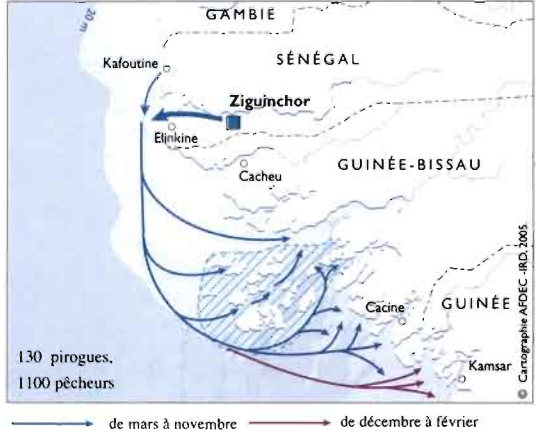 20 m
GAMBIE
Kafoutine
SÉNÉGAL
Ziguinchor
Elinkine
Cacheu
GUINÉE-BISSAU
Cacine
GUINÉE
Kamsar
130 pirogues,
1100 pêcheurs
© Cartographie AFDEC -IRD, 2005
de mars à novembre
de décembre à février